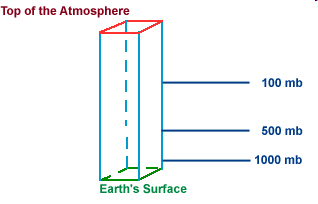 Top of the Atmosphere
100 mb
500 mb
1000 mb
Earth's Surface